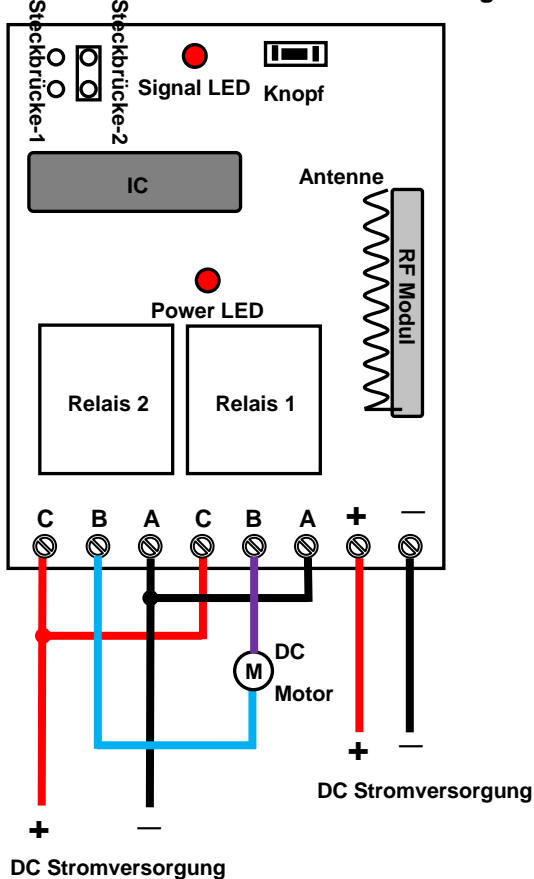 g
Steckbrücke-1
Steckbrücke-2
Signal LED
Knopf
IC
Antenne
RF Modul
Power LED
Relais 2
Relais 1
C B A C B A + —
M
DC
Motor
+ —
DC Stromversorgung
+ —
DC Stromversorgung